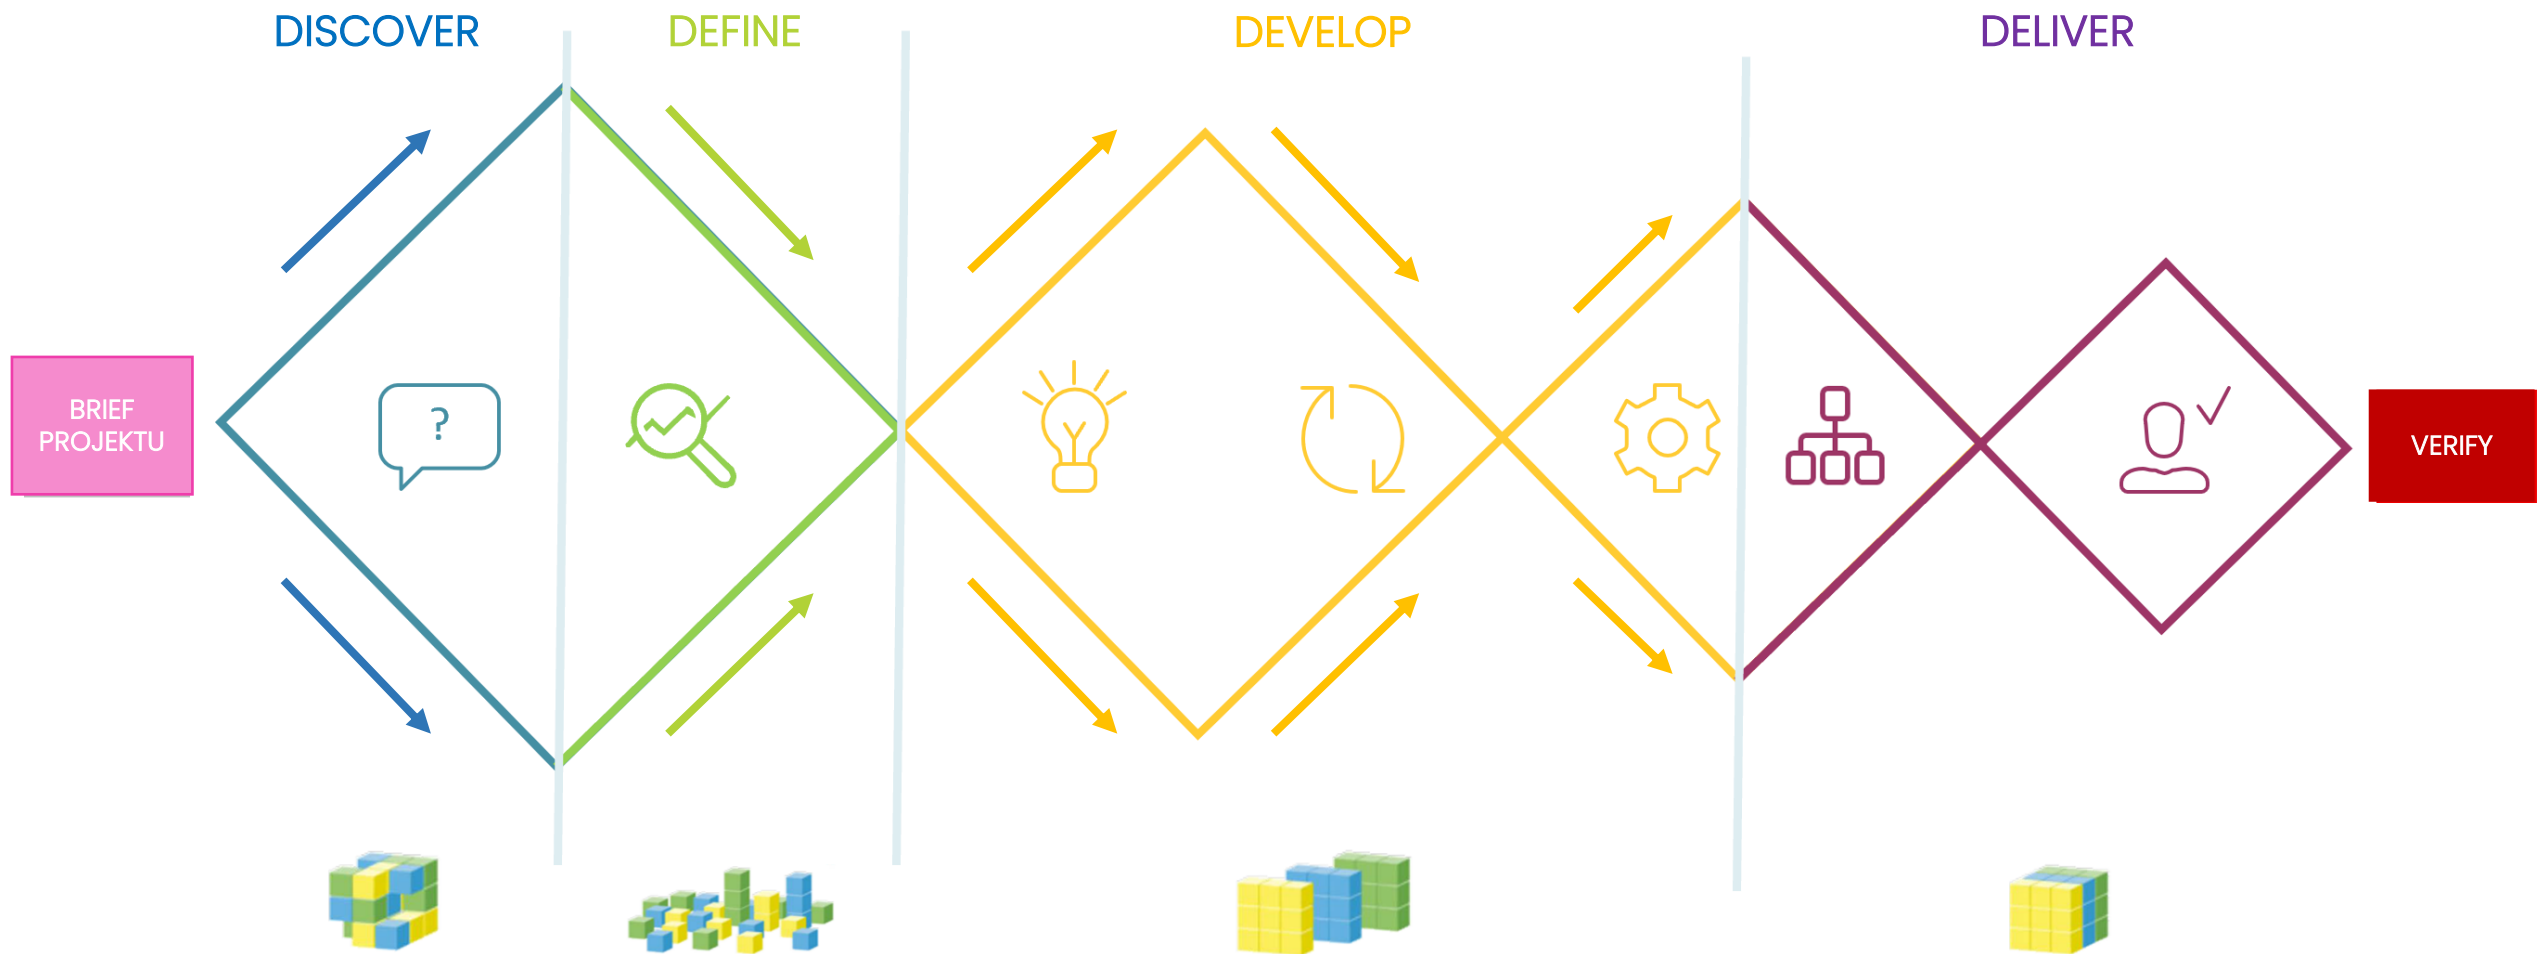 DISCOVER
DEFINE
DEVELOP
DELIVER
BRIEF
PROJEKTU
?
VERIFY